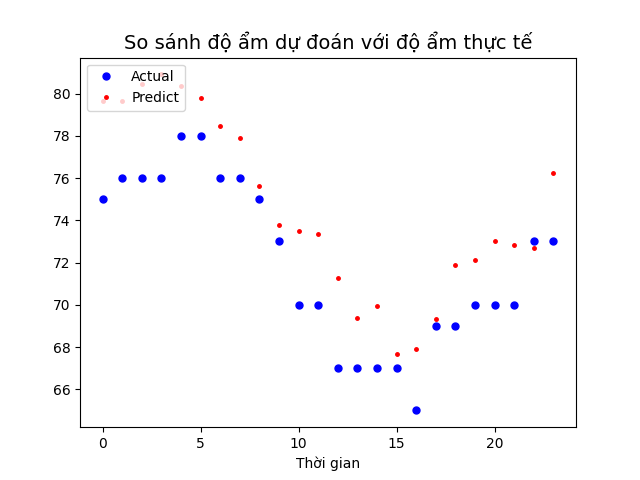 So sánh độ ẩm dự đoán với độ ẩm thực tế
Actual
Predict
80
78
76
74
72
70
68
66
0 5 10 15 20
Thời gian